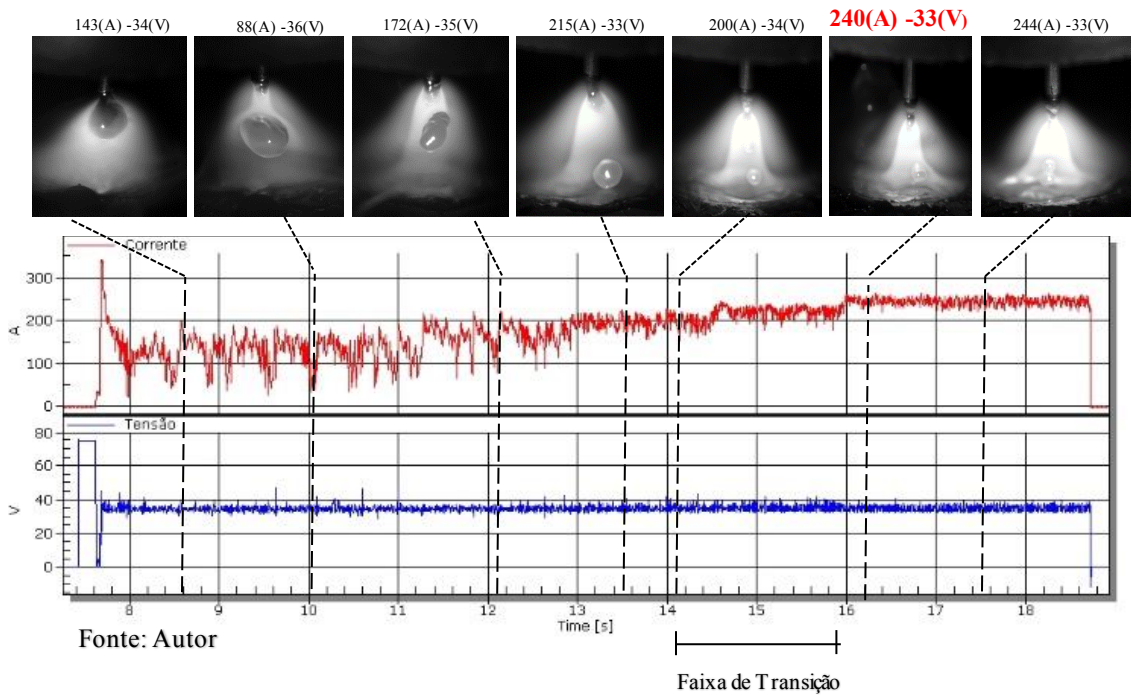 143(A) -34(V)
88(A) -36(V)
172(A) -35(V)
215(A) -33(V)
200(A) -34(V)
240(A) -33(V)
244(A) -33(V)
Corrente
300
200
100
0
A
Tensão
80
60
40
20
0
V
8 9 10 11 12 13 14 15 16 17 18
Time [s]
Fonte: Autor
Faixa de Transição